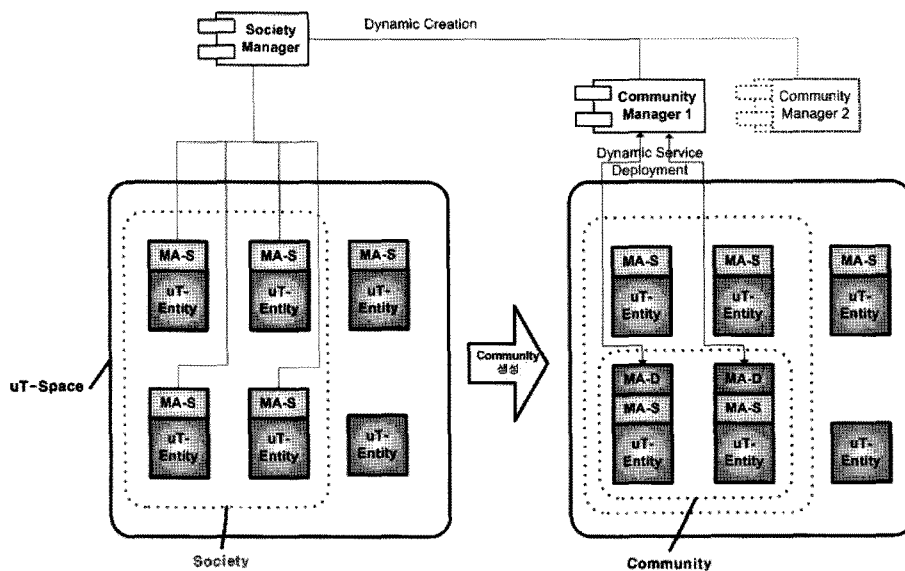 Dynamic Creation
Society
Manager
Community
Manager 1
Community
Manager 2
Dynamic Service
Deployment
MA-S
uT-
Entity
MA-S
uT-
Entity
MA-S
uT-
Entity
MA-S
uT-
Entity
MA-S
uT-
Entity
uT-
Entity
uT-Space
Society
Community
생성
MA-S
uT-
Entity
MA-S
uT-
Entity
MA-S
uT-
Entity
MA-D
MA-S
uT-
Entity
MA-D
MA-S
uT-
Entity
uT-
Entity
Community